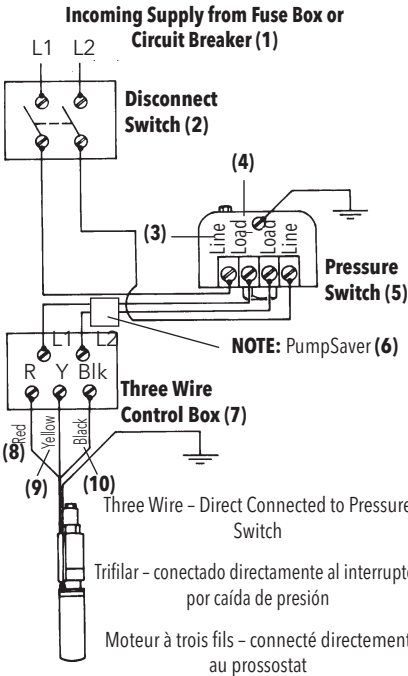 Incoming Supply from Fuse Box or
Circuit Breaker (1)
L1 L2
Disconnect
Switch (2)
(4)
(3)
Line
Load
Load
Line
Pressure
Switch (5)
NOTE: PumpSaver (6)
L1 L2
R Y Blk
Three Wire
Control Box (7)
Red
Yellow
Black
(8)
(9)
(10)
Three Wire – Direct Connected to Pressure
Switch
Trifilar – conectado directamente al interrupto
por caída de presión
Moteur à trois fils – connecté directement
au prossostat